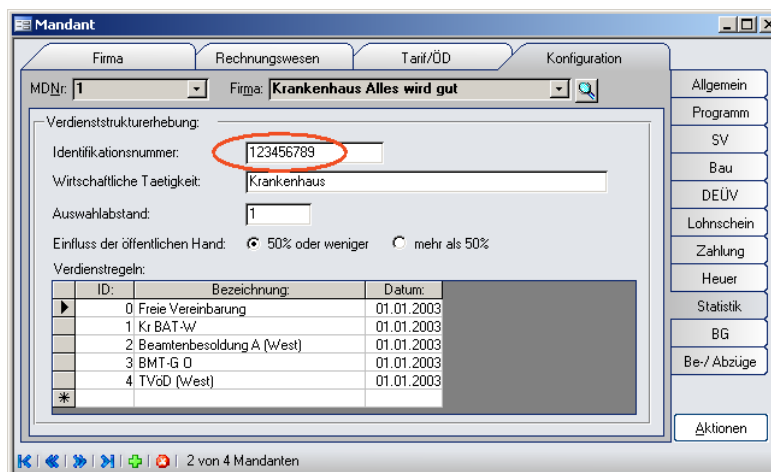 Mandant
Firma Rechnungswesen Tarif/ÖD Konfiguration
MDNr: 1 Firma: Krankenhaus Alles wird gut
Verdienststrukturerhebung:
Identifikationsnummer: 123456789
Wirtschaftliche Taetigkeit: Krankenhaus
Auswahlabstand: 1
Einfluss der öffentlichen Hand: 50% oder weniger mehr als 50%
Verdienstregeln:
ID: Bezeichnung: Datum:
0 Freie Vereinbarung 01.01.2003
1 Kr BAT-W 01.01.2003
2 Beamtenbesoldung A (West) 01.01.2003
3 BMT-G O 01.01.2003
4 TVöD (West) 01.01.2003
Allgemein
Programm
SV
Bau
DEÜV
Lohnschein
Zahlung
Heuer
Statistik
BG
Be-/ Abzüge
Aktionen
2 von 4 Mandanten